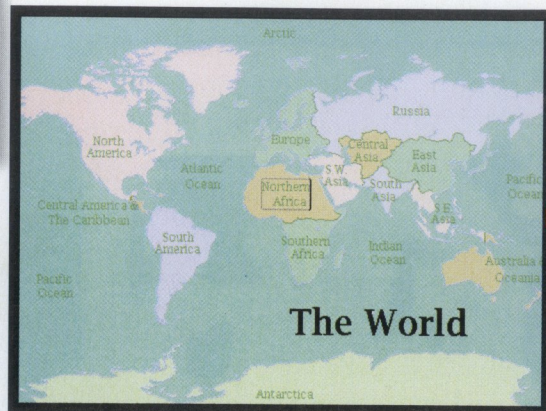 Arctic
Russia
North
America
Europe
Central
Asia
East
Asia
Atlantic
Ocean
S.W.
Asia
South
Asia
Pacific
Ocean
Northern
Africa
Central America &
The Caribbean
S.E.
Asia
South
America
Southern
Africa
Indian
Ocean
Australia &
Oceania
Pacific
Ocean
The World
Antarctica